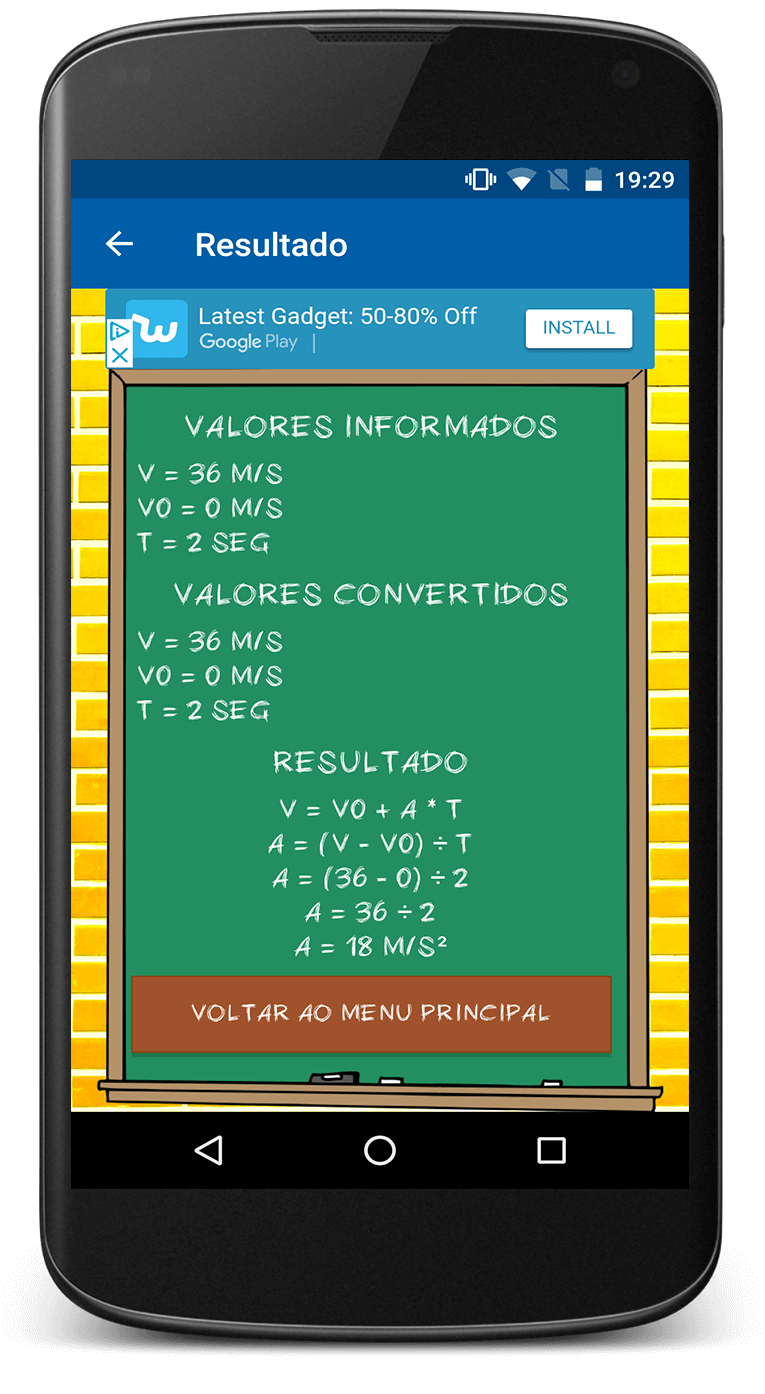 19:29
Resultado
Latest Gadget: 50-80% Off
Google Play
INSTALL
VALORES INFORMADOS
V = 36 M/S
V0 = 0 M/S
T = 2 SEG
VALORES CONVERTIDOS
V = 36 M/S
V0 = 0 M/S
T = 2 SEG
RESULTADO
V = V0 + A * T
A = (V - V0) ÷ T
A = (36 - 0) ÷ 2
A = 36 ÷ 2
A = 18 M/S²
VOLTAR AO MENU PRINCIPAL